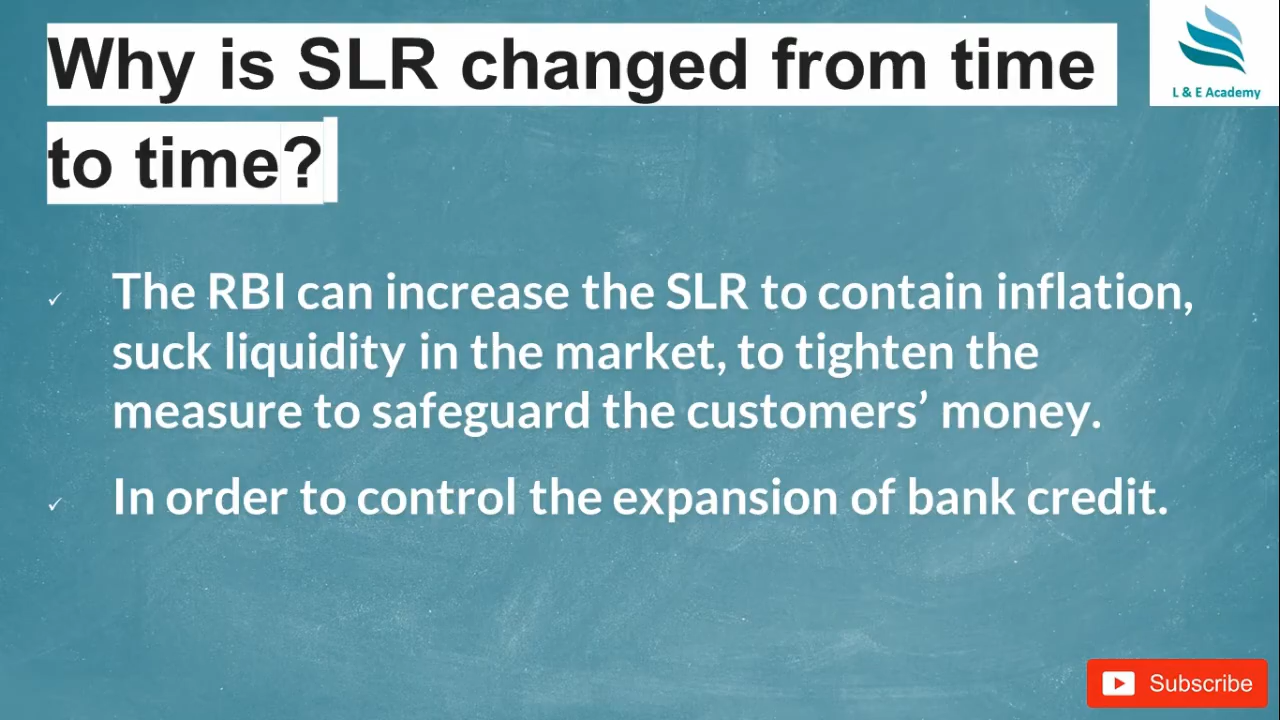 Why is SLR changed from time
to time?
L & E Academy
✓ The RBI can increase the SLR to contain inflation,
suck liquidity in the market, to tighten the
measure to safeguard the customers’ money.
✓ In order to control the expansion of bank credit.
Subscribe